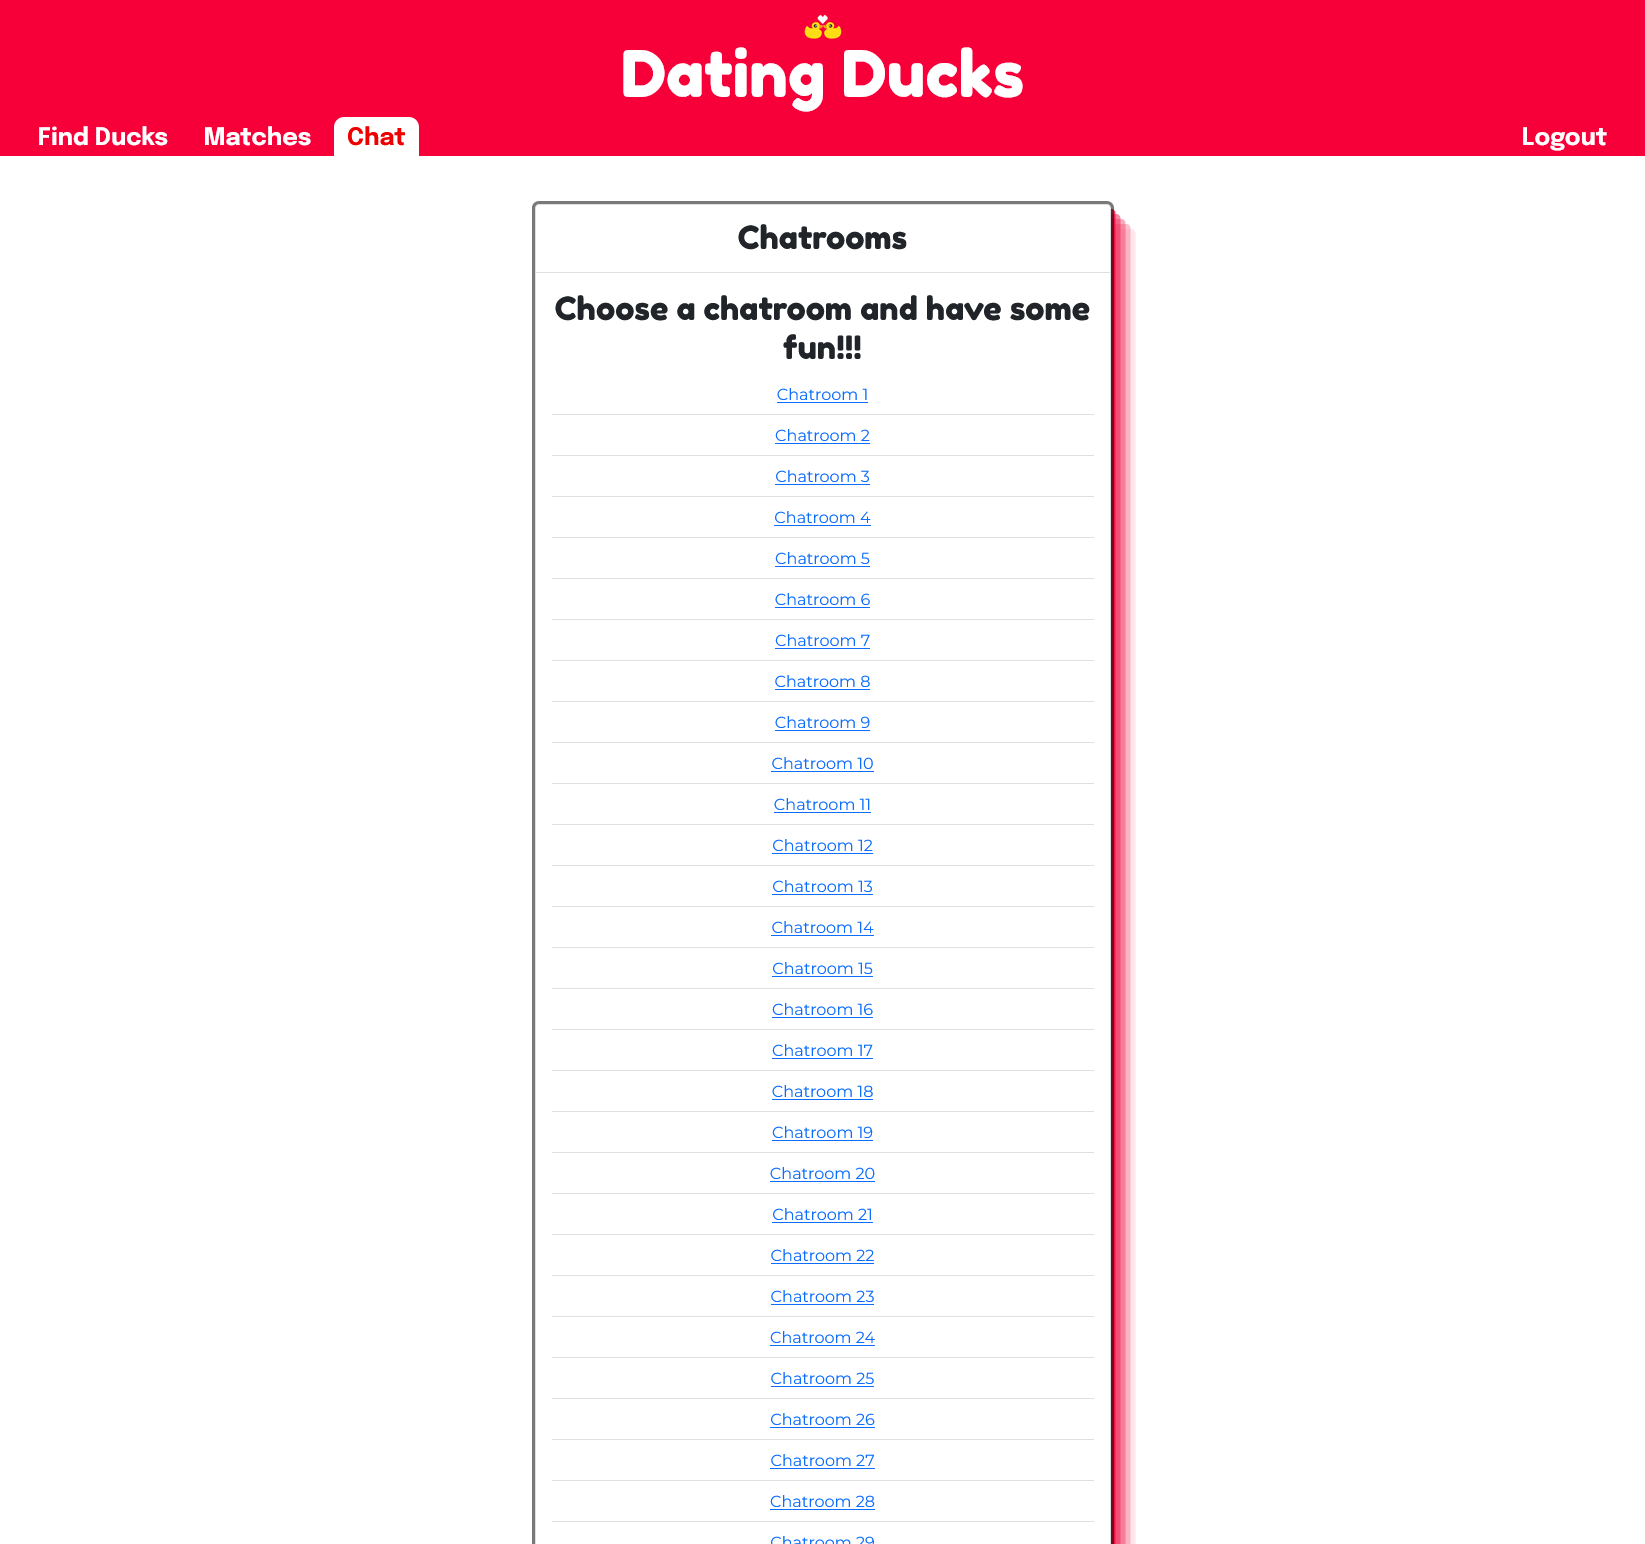 Dating Ducks
Find Ducks Matches Chat Logout
Chatrooms
Choose a chatroom and have some
fun!!!
Chatroom 1
Chatroom 2
Chatroom 3
Chatroom 4
Chatroom 5
Chatroom 6
Chatroom 7
Chatroom 8
Chatroom 9
Chatroom 10
Chatroom 11
Chatroom 12
Chatroom 13
Chatroom 14
Chatroom 15
Chatroom 16
Chatroom 17
Chatroom 18
Chatroom 19
Chatroom 20
Chatroom 21
Chatroom 22
Chatroom 23
Chatroom 24
Chatroom 25
Chatroom 26
Chatroom 27
Chatroom 28
Chatroom 29